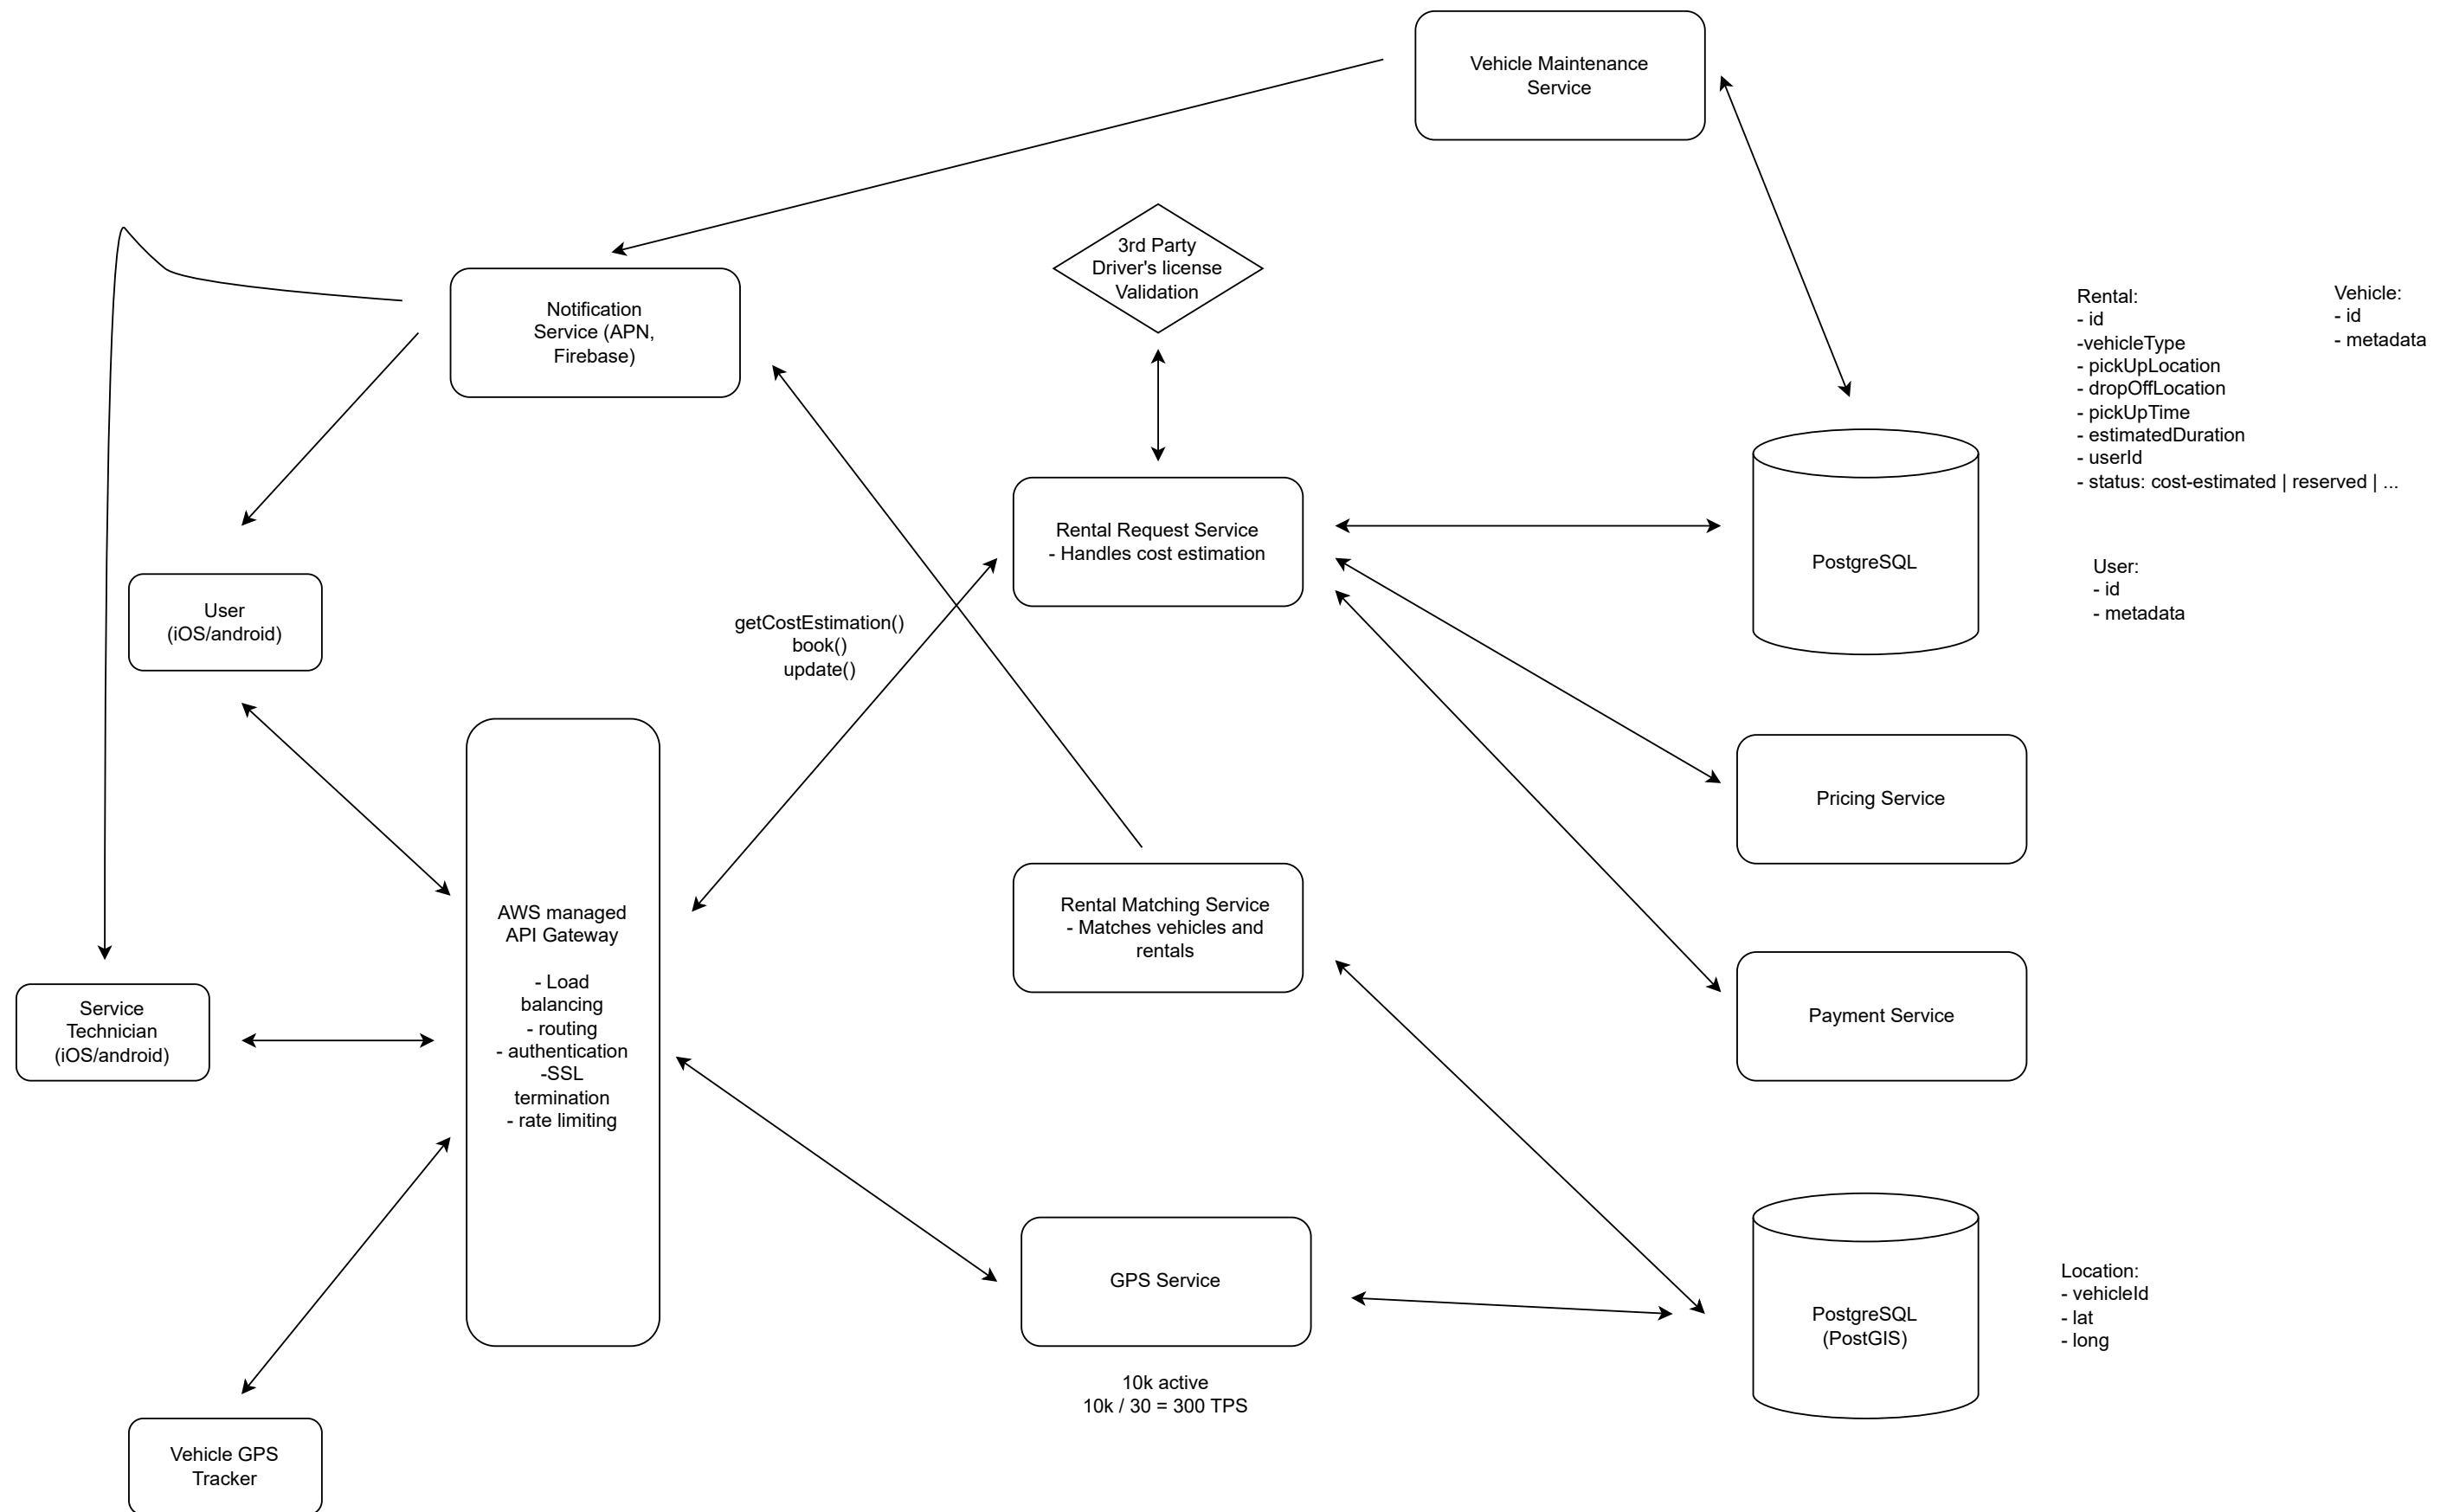 Vehicle Maintenance
Service
3rd Party
Driver's license
Validation
Notification
Service (APN,
Firebase)
Rental:
- id
-vehicleType
- pickUpLocation
- dropOffLocation
- pickUpTime
- estimatedDuration
- userId
- status: cost-estimated | reserved | ...
Vehicle:
- id
- metadata
Rental Request Service
- Handles cost estimation
PostgreSQL
User:
- id
- metadata
User
(iOS/android)
getCostEstimation()
book()
update()
Pricing Service
AWS managed
API Gateway
- Load
balancing
- routing
- authentication
-SSL
termination
- rate limiting
Rental Matching Service
- Matches vehicles and
rentals
Payment Service
Service
Technician
(iOS/android)
GPS Service
10k active
10k / 30 = 300 TPS
PostgreSQL
(PostGIS)
Location:
- vehicleId
- lat
- long
Vehicle GPS
Tracker